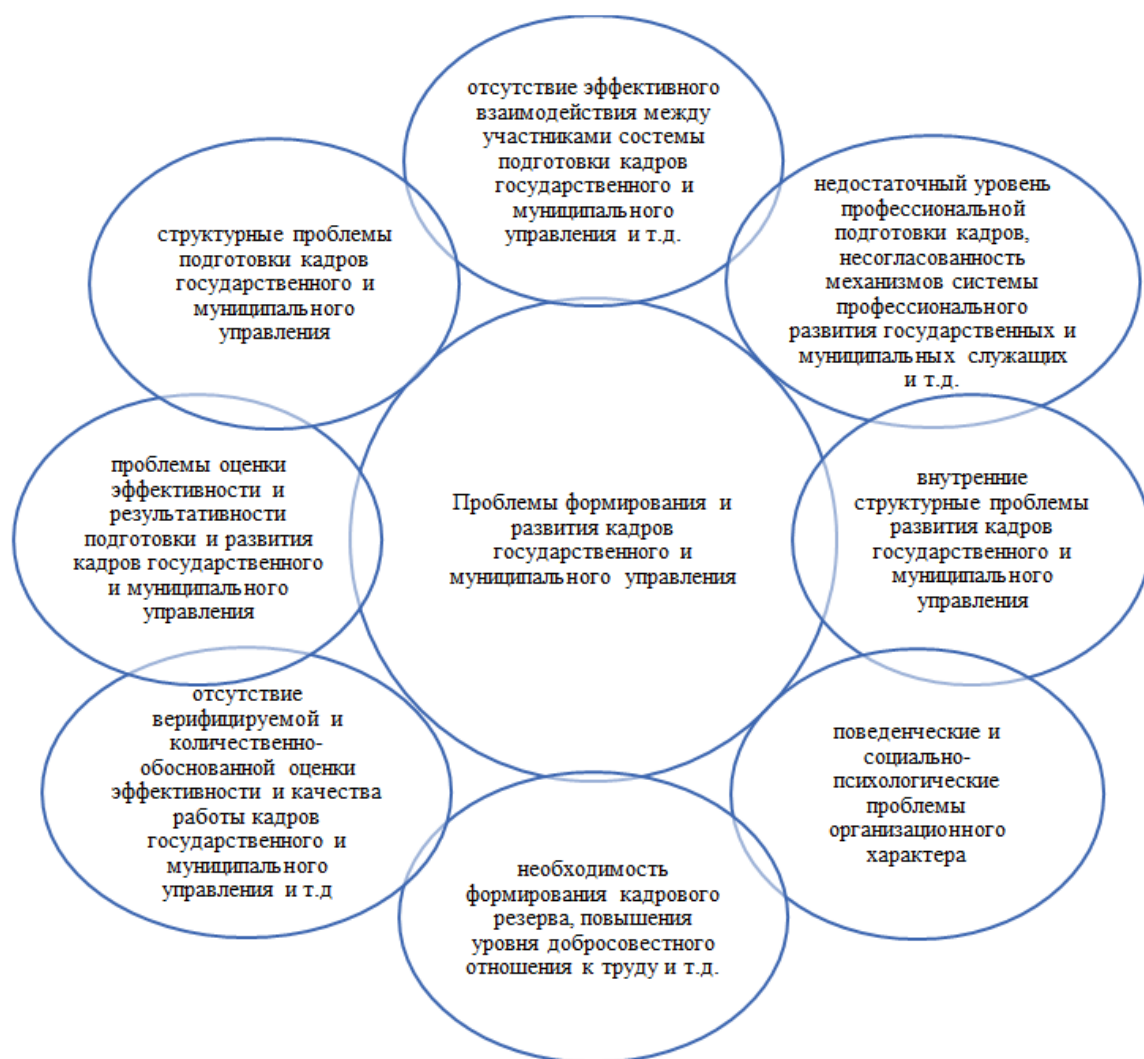 отсутствие эффективного
взаимодействия между
участниками состемы
подготовки кадров
государственного и
муниципального
управления и т.д.
недостаточный уровень
профессиональной
подготовки кадров,
несогласованность
механизмов системы
профессионального
развития государственных и
муниципальных служащих
и т.д.
внутренние
структурные проблемы
развития кадров
государственного и
муниципального
управления
поведенческие и
социально-
психологические
проблемы
организационного
характера
необходимость
формирования кадрового
резерва, повышения
уровня добросовестного
отношения к труду и т.д.
отсутствие
верифицируемой и
количественно-
обоснованной оценки
эффективности и качества
работы кадров
государственного и
муниципального
управления и т.д
проблемы оценки
эффективности и
результативности
подготовки и развития
кадров государственного
и муниципального
управления
структурные проблемы
подготовки кадров
государственного и
муниципального
управления
Проблемы формирования и
развития кадров
государственного и
муниципального управления